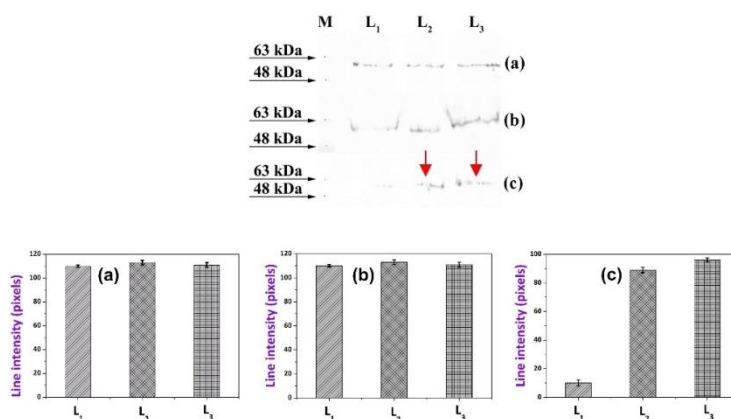 M L₁ L₂ L₃
63 kDa
48 kDa
(a)
63 kDa
48 kDa
(b)
63 kDa
48 kDa
(c)
Line intensity (pixels)
120
100
80
60
40
20
0
(a)
L₁ L₂ L₃
Line intensity (pixels)
120
100
80
60
40
20
0
(b)
L₁ L₂ L₃
Line intensity (pixels)
100
80
60
40
20
0
(c)
L₁ L₂ L₃